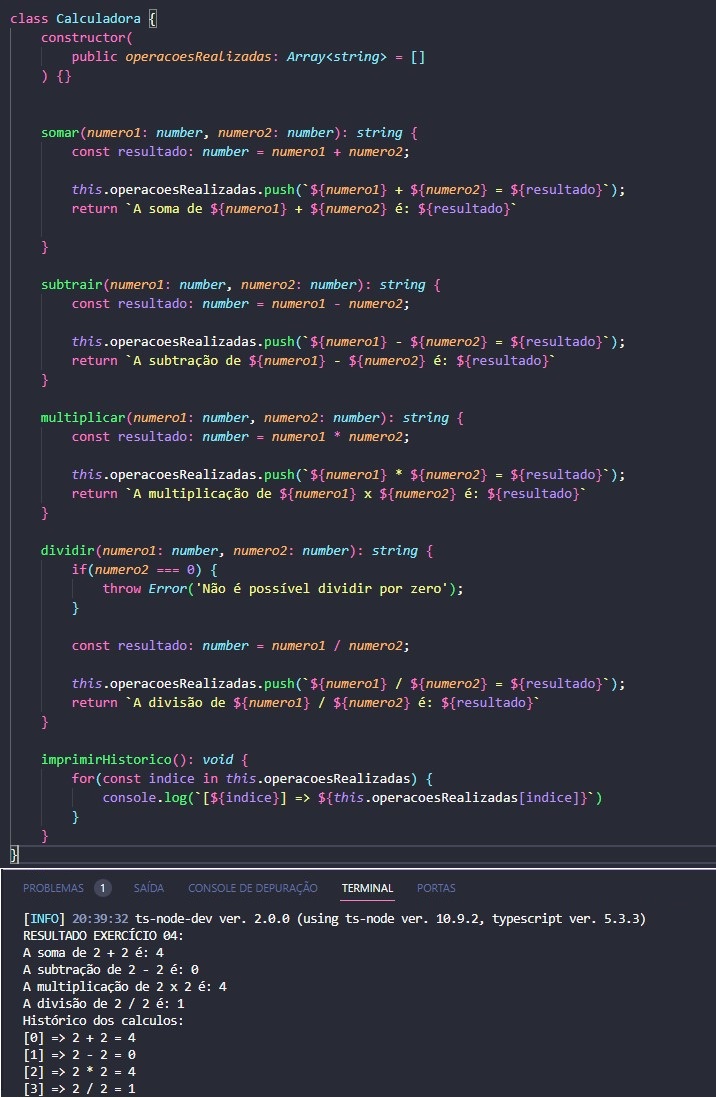 class Calculadora {
    constructor(
        public operacoesRealizadas: Array<string> = []
    ) {}
    somar(numero1: number, numero2: number): string {
        const resultado: number = numero1 + numero2;
        this.operacoesRealizadas.push(`${numero1} + ${numero2} = ${resultado}`);
        return `A soma de ${numero1} + ${numero2} é: ${resultado}`
    }
    subtrair(numero1: number, numero2: number): string {
        const resultado: number = numero1 - numero2;
        this.operacoesRealizadas.push(`${numero1} - ${numero2} = ${resultado}`);
        return `A subtração de ${numero1} - ${numero2} é: ${resultado}`
    }
    multiplicar(numero1: number, numero2: number): string {
        const resultado: number = numero1 * numero2;
        this.operacoesRealizadas.push(`${numero1} * ${numero2} = ${resultado}`);
        return `A multiplicação de ${numero1} x ${numero2} é: ${resultado}`
    }
    dividir(numero1: number, numero2: number): string {
        if(numero2 === 0) {
            throw Error('Não é possível dividir por zero');
        }
        const resultado: number = numero1 / numero2;
        this.operacoesRealizadas.push(`${numero1} / ${numero2} = ${resultado}`);
        return `A divisão de ${numero1} / ${numero2} é: ${resultado}`
    }
    imprimirHistorico(): void {
        for(const indice in this.operacoesRealizadas) {
            console.log(`[${indice}] => ${this.operacoesRealizadas[indice]}`)
        }
    }
}
PROBLEMAS 1 SAÍDA CONSOLE DE DEPURAÇÃO TERMINAL PORTAS
[INFO] 20:39:32 ts-node-dev ver. 2.0.0 (using ts-node ver. 10.9.2, typescript ver. 5.3.3)
RESULTADO EXERCÍCIO 04:
A soma de 2 + 2 é: 4
A subtração de 2 - 2 é: 0
A multiplicação de 2 x 2 é: 4
A divisão de 2 / 2 é: 1
Histórico dos calculos:
[0] => 2 + 2 = 4
[1] => 2 - 2 = 0
[2] => 2 * 2 = 4
[3] => 2 / 2 = 1